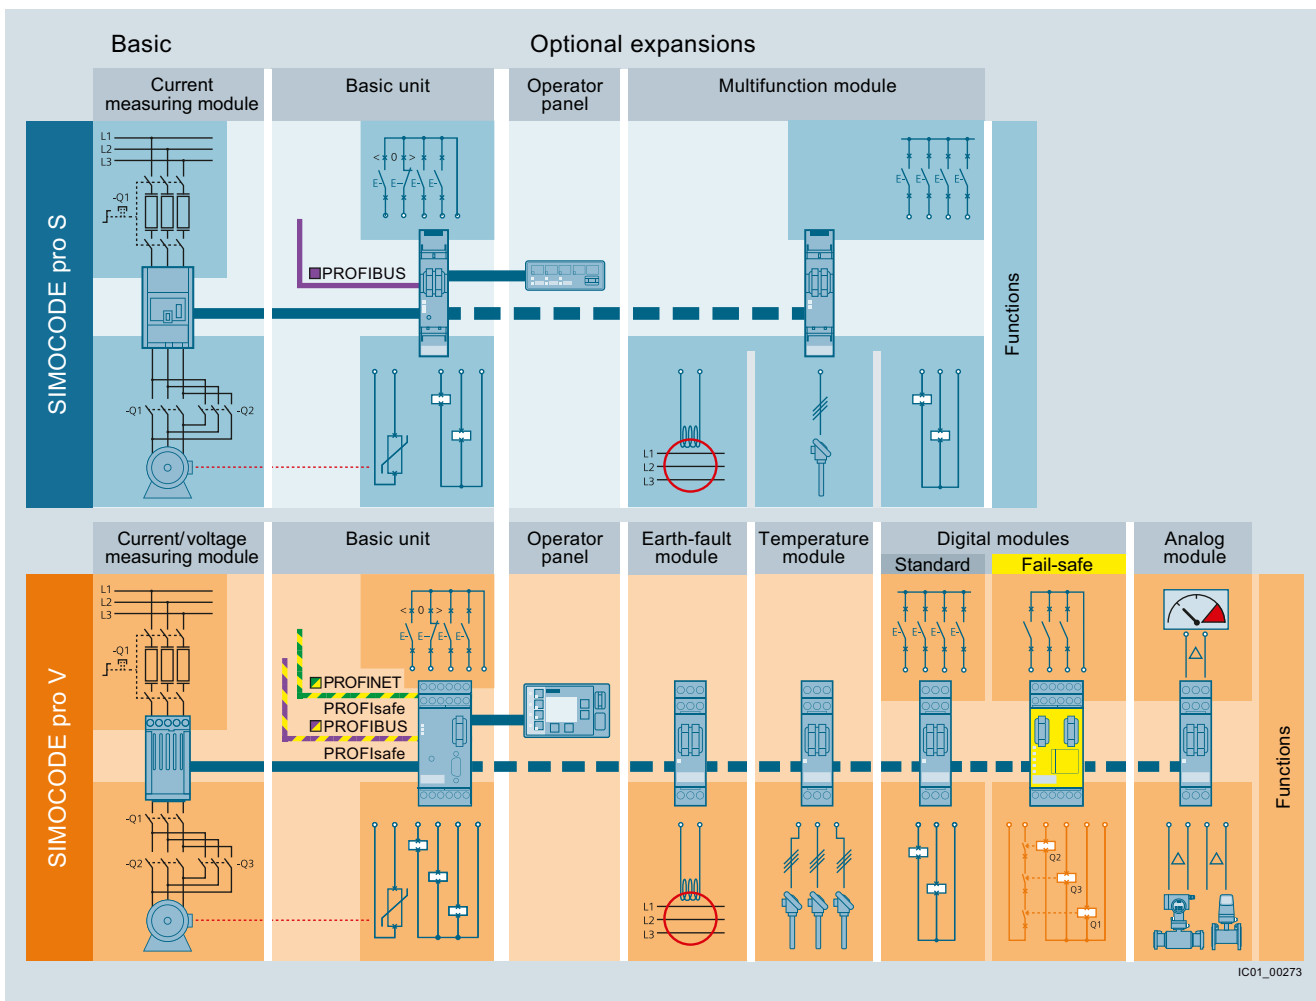 Basic
Optional expansions
Current
measuring module
Basic unit
Operator
panel
Multifunction module
SIMOCODE pro S
L1
L2
L3
-Q1
< 0 >
E-
E-
E-
E-
PROFIBUS
E-
E-
E-
E-
Functions
-Q1
-Q2
L1
L2
L3
Current/voltage
measuring module
Basic unit
Operator
panel
Earth-fault
module
Temperature
module
Digital modules
Standard
Fail-safe
Analog
module
SIMOCODE pro V
L1
L2
L3
-Q1
< 0 >
E-
E-
E-
E-
PROFINET
PROFIsafe
PROFIBUS
PROFIsafe
E-
E-
E-
E-
Functions
-Q1
-Q2
-Q3
L1
L2
L3
Q2
Q3
Q1
IC01_00273